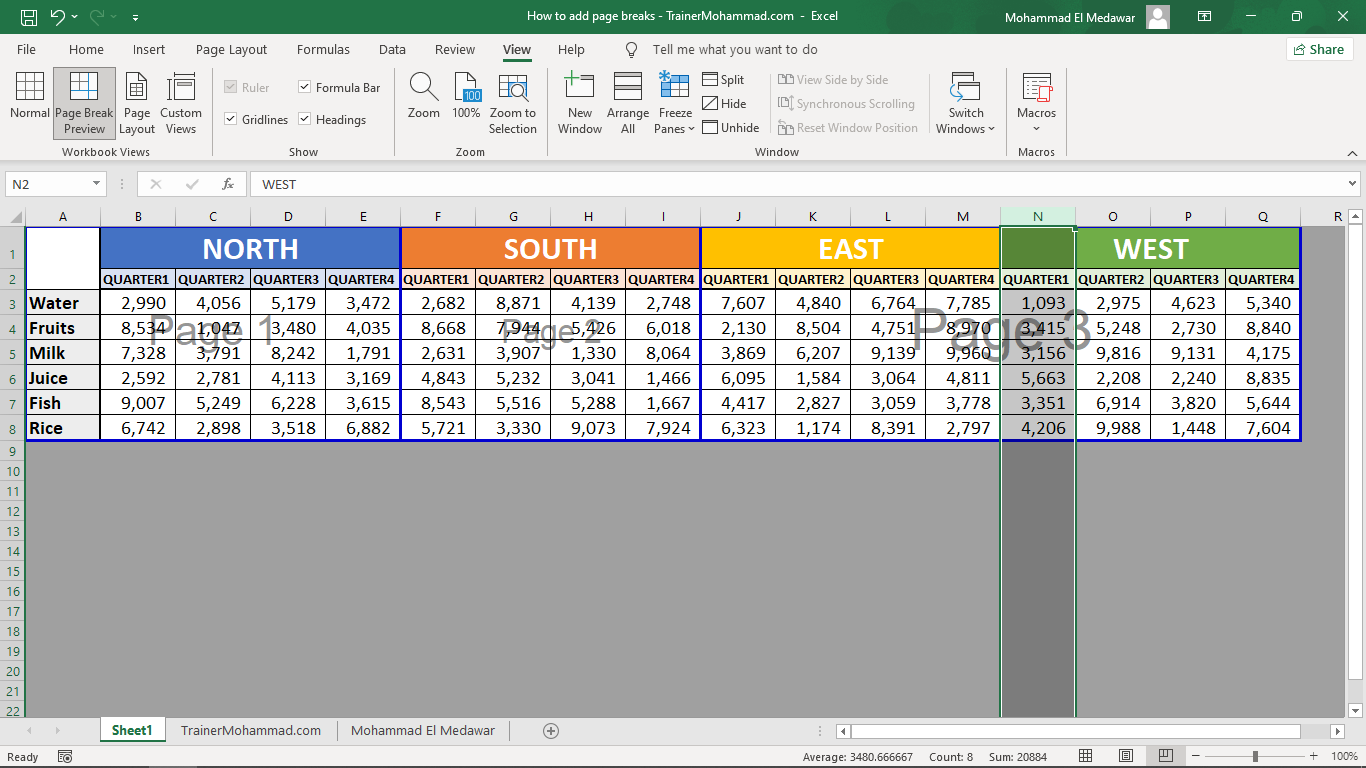 How to add page breaks - TrainerMohammad.com - Excel
Mohammad El Medawar
File Home Insert Page Layout Formulas Data Review View Help Tell me what you want to do Share
Normal Page Break Preview Page Layout Custom Views
Workbook Views
Ruler Formula Bar
Gridlines Headings
Show
Zoom 100% Zoom to Selection
100
Zoom
New Window Arrange All Freeze Panes
Split View Side by Side
Hide Synchronous Scrolling
Unhide Reset Window Position
Switch Windows
Window
Macros
Macros
N2 fx WEST
A B C D E F G H I J K L M N O P Q R
1 NORTH SOUTH EAST WEST
2 QUARTER1 QUARTER2 QUARTER3 QUARTER4 QUARTER1 QUARTER2 QUARTER3 QUARTER4 QUARTER1 QUARTER2 QUARTER3 QUARTER4 QUARTER1 QUARTER2 QUARTER3 QUARTER4
3 Water 2,990 4,056 5,179 3,472 2,682 8,871 4,139 2,748 7,607 4,840 6,764 7,785 1,093 2,975 4,623 5,340
4 Fruits 8,534 1,047 3,480 4,035 8,668 7,944 5,426 6,018 2,130 8,504 4,751 8,970 3,415 5,248 2,730 8,840
Page 1 Page 2 Page 3
5 Milk 7,328 3,791 8,242 1,791 2,631 3,907 1,330 8,064 3,869 6,207 9,139 9,960 3,156 9,816 9,131 4,175
6 Juice 2,592 2,781 4,113 3,169 4,843 5,232 3,041 1,466 6,095 1,584 3,064 4,811 5,663 2,208 2,240 8,835
7 Fish 9,007 5,249 6,228 3,615 8,543 5,516 5,288 1,667 4,417 2,827 3,059 3,778 3,351 6,914 3,820 5,644
8 Rice 6,742 2,898 3,518 6,882 5,721 3,330 9,073 7,924 6,323 1,174 8,391 2,797 4,206 9,988 1,448 7,604
9
10
11
12
13
14
15
16
17
18
19
20
21
22
Sheet1 TrainerMohammad.com Mohammad El Medawar
Ready Average: 3480.666667 Count: 8 Sum: 20884 100%